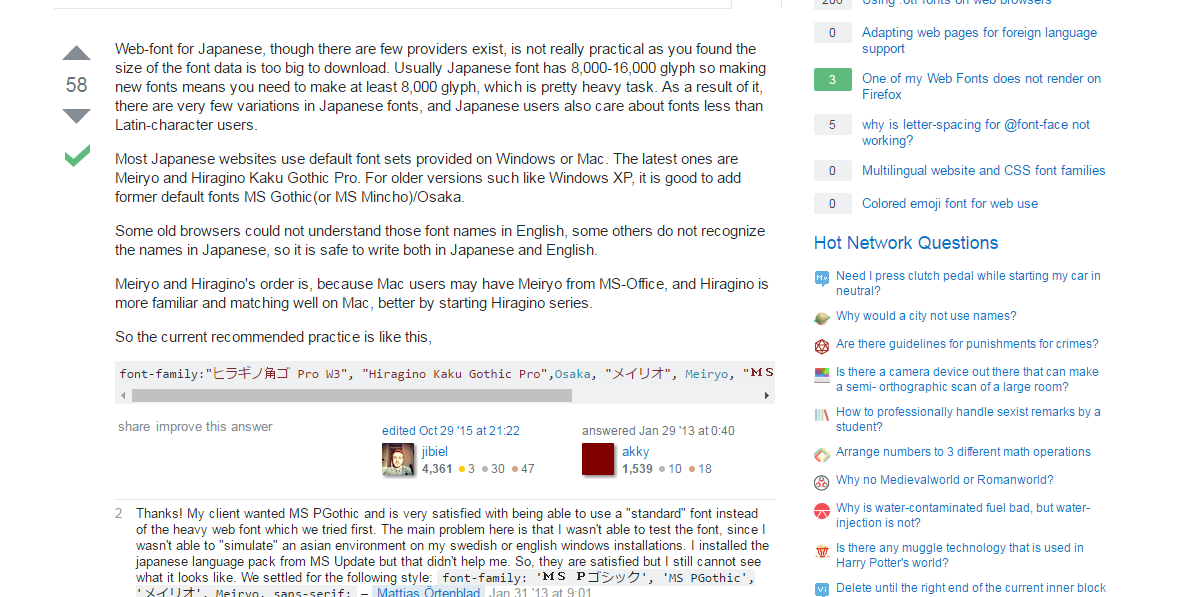 Web-font for Japanese, though there are few providers exist, is not really practical as you found the
size of the font data is too big to download. Usually Japanese font has 8,000-16,000 glyph so making
new fonts means you need to make at least 8,000 glyph, which is pretty heavy task. As a result of it,
there are very few variations in Japanese fonts, and Japanese users also care about fonts less than
Latin-character users.
58
Most Japanese websites use default font sets provided on Windows or Mac. The latest ones are
Meiryo and Hiragino Kaku Gothic Pro. For older versions such like Windows XP, it is good to add
former default fonts MS Gothic(or MS Mincho)/Osaka.
Some old browsers could not understand those font names in English, some others do not recognize
the names in Japanese, so it is safe to write both in Japanese and English.
Meiryo and Hiragino's order is, because Mac users may have Meiryo from MS-Office, and Hiragino is
more familiar and matching well on Mac, better by starting Hiragino series.
So the current recommended practice is like this,
font-family:"ヒラギノ角ゴ Pro W3", "Hiragino Kaku Gothic Pro",Osaka, "メイリオ", Meiryo, "ＭＳ
share improve this answer
edited Oct 29 '15 at 21:22
jibiel
4,361 3 30 47
answered Jan 29 '13 at 0:40
akky
1,539 10 18
2 Thanks! My client wanted MS PGothic and is very satisfied with being able to use a "standard" font instead
of the heavy web font which we tried first. The main problem here is that I wasn't able to test the font, since I
wasn't able to "simulate" an asian environment on my swedish or english windows installations. I installed the
japanese language pack from MS Update but that didn't help me. So, they are satisfied but I still cannot see
what it looks like. We settled for the following style: font-family: 'ＭＳ Ｐゴシック', 'MS PGothic',
'メイリオ', Meiryo, sans-serif; – Mattias Örtenblad Jan 31 '13 at 9:01
200 Using .otf fonts on web browsers
0 Adapting web pages for foreign language
support
3 One of my Web Fonts does not render on
Firefox
5 why is letter-spacing for @font-face not
working?
0 Multilingual website and CSS font families
0 Colored emoji font for web use
Hot Network Questions
Need I press clutch pedal while starting my car in
neutral?
Why would a city not use names?
Are there guidelines for punishments for crimes?
Is there a camera device out there that can make
a semi- orthographic scan of a large room?
How to professionally handle sexist remarks by a
student?
Arrange numbers to 3 different math operations
Why no Medievalworld or Romanworld?
Why is water-contaminated fuel bad, but water-
injection is not?
Is there any muggle technology that is used in
Harry Potter's world?
Delete until the right end of the current inner block